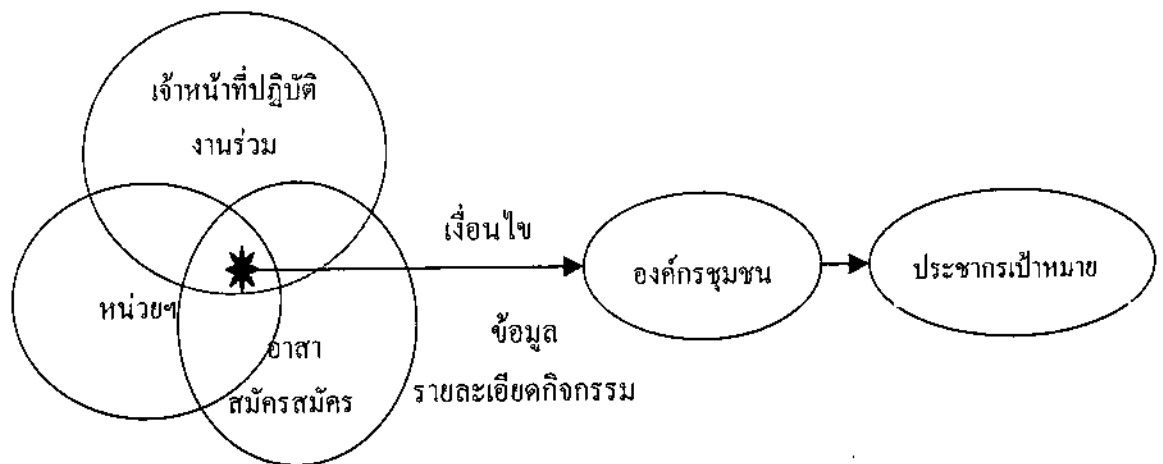 เจ้าหน้าที่ปฏิบัติ
งานร่วม
หน่วยฯ
อาสา
สมัครสมัคร
เงื่อนไข
ข้อมูล
รายละเอียดกิจกรรม
องค์กรชุมชน
ประชากรเป้าหมาย